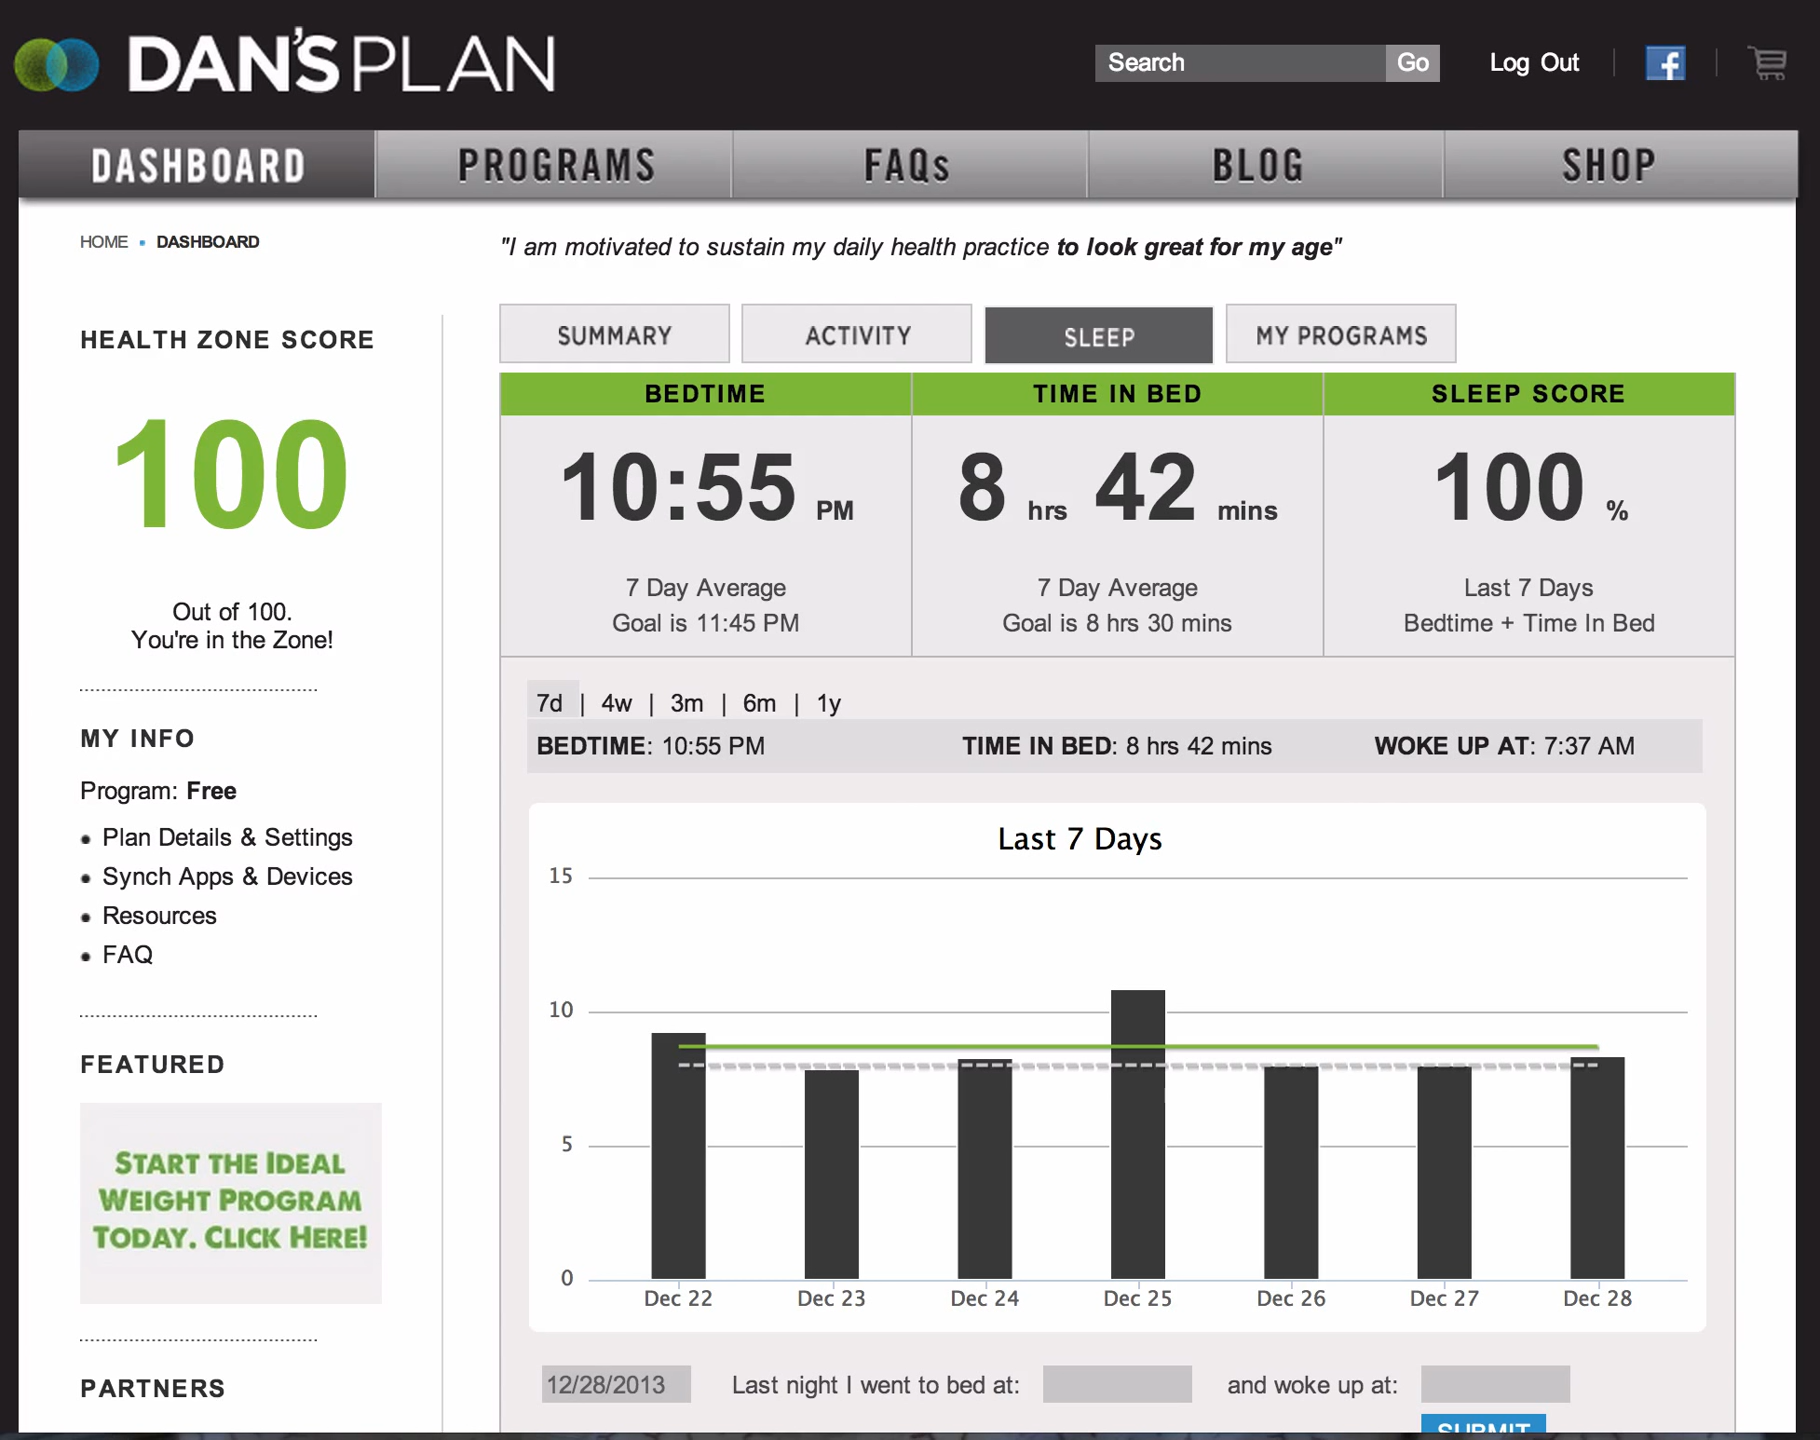 DAN'S PLAN
Search Go Log Out
DASHBOARD PROGRAMS FAQs BLOG SHOP
HOME • DASHBOARD
"I am motivated to sustain my daily health practice to look great for my age"
HEALTH ZONE SCORE
100
Out of 100.
You're in the Zone!
MY INFO
Program: Free
• Plan Details & Settings
• Synch Apps & Devices
• Resources
• FAQ
FEATURED
START THE IDEAL
WEIGHT PROGRAM
TODAY. CLICK HERE!
PARTNERS
SUMMARY ACTIVITY SLEEP MY PROGRAMS
BEDTIME TIME IN BED SLEEP SCORE
10:55 PM 8 hrs 42 mins 100 %
7 Day Average 7 Day Average Last 7 Days
Goal is 11:45 PM Goal is 8 hrs 30 mins Bedtime + Time In Bed
7d | 4w | 3m | 6m | 1y
BEDTIME: 10:55 PM TIME IN BED: 8 hrs 42 mins WOKE UP AT: 7:37 AM
Last 7 Days
15
10
5
0
Dec 22 Dec 23 Dec 24 Dec 25 Dec 26 Dec 27 Dec 28
12/28/2013 Last night I went to bed at: and woke up at:
SUBMIT